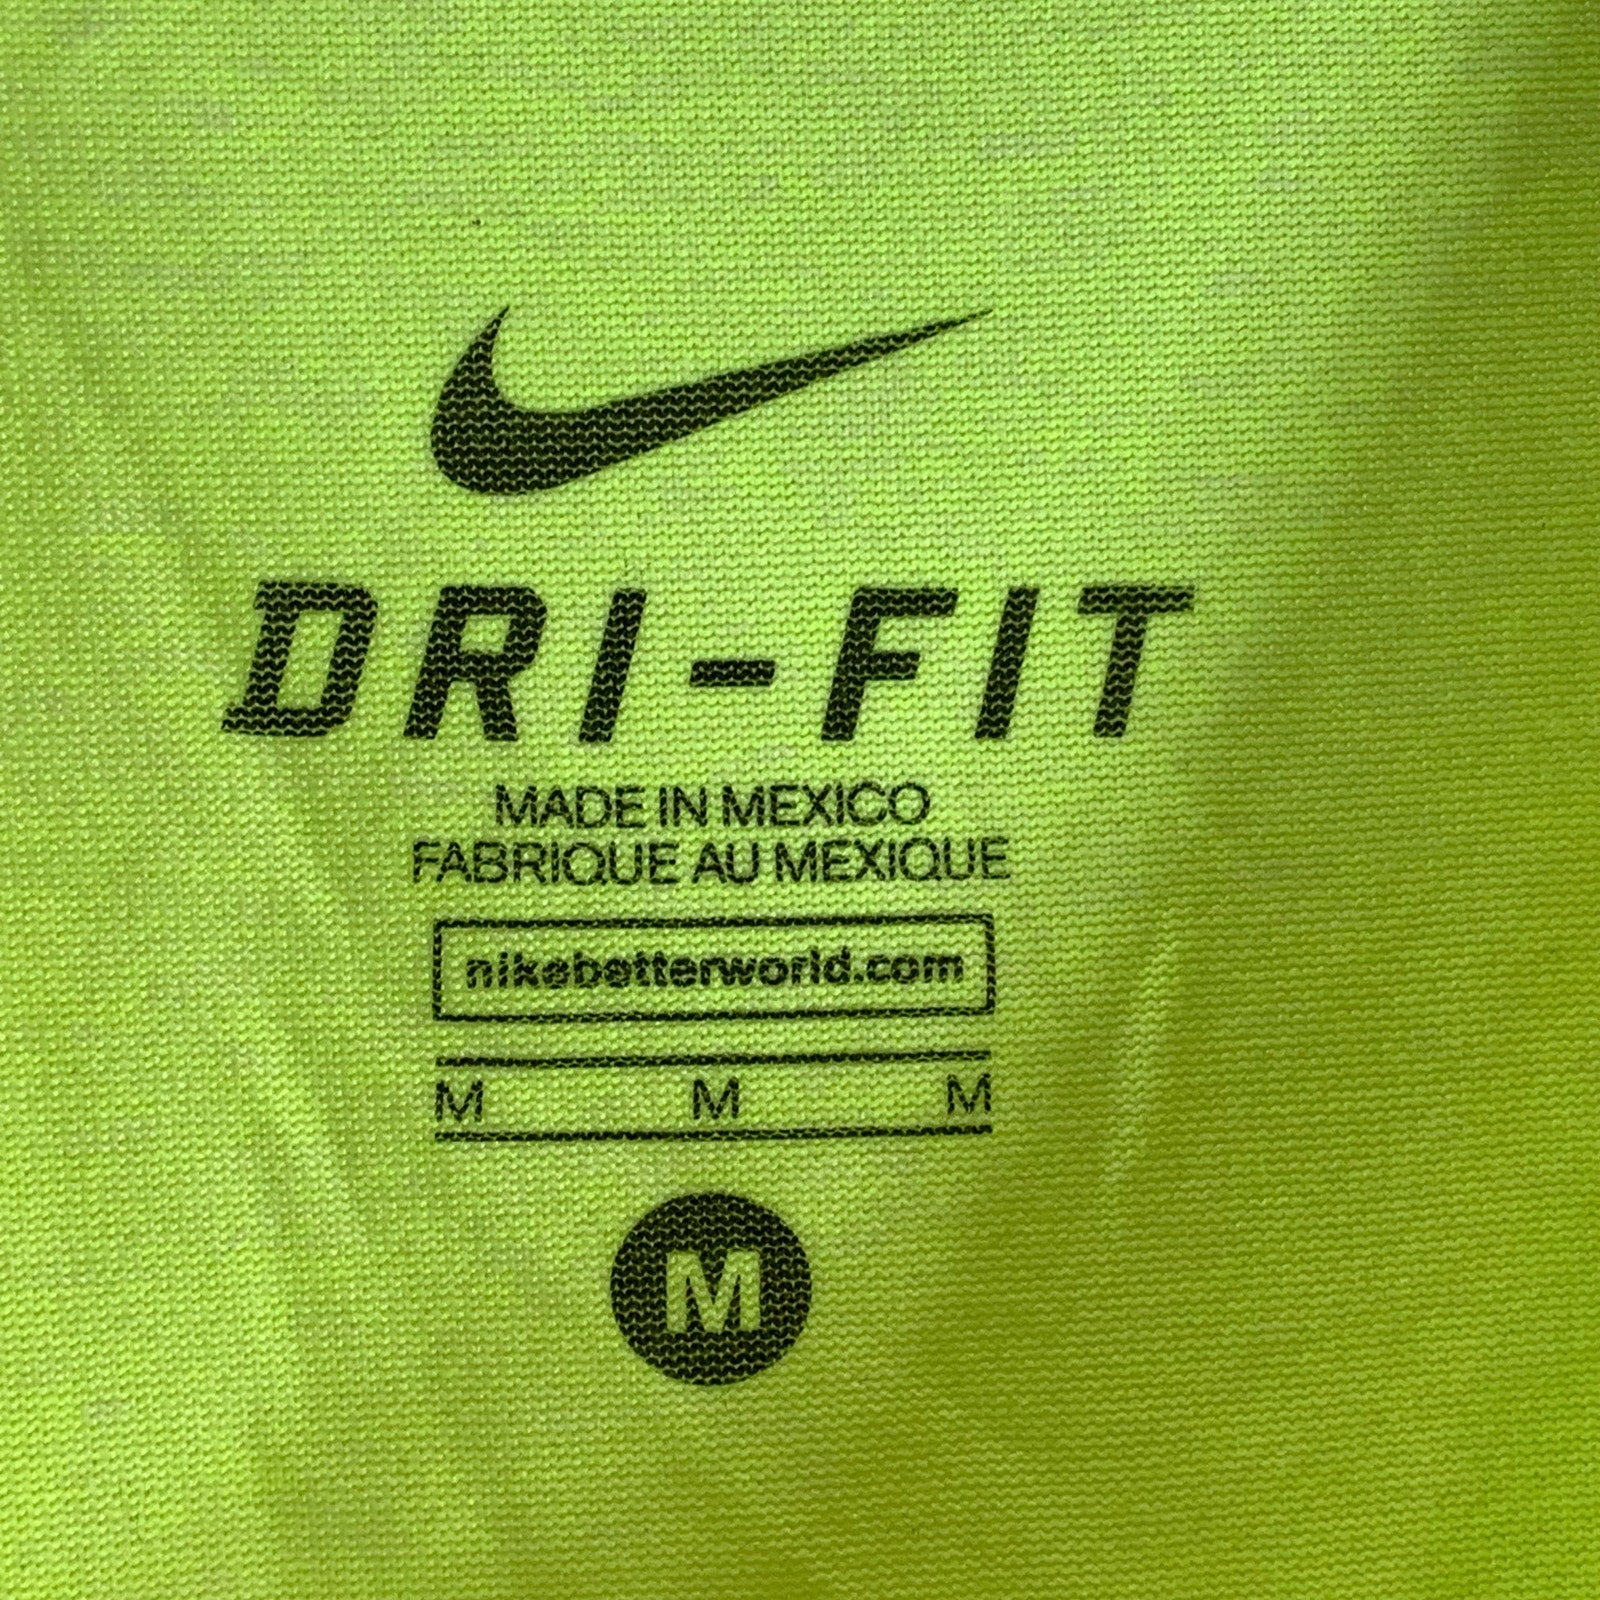 DRI-FIT
MADE IN MEXICO
FABRIQUE AU MEXIQUE
nikebetterworld.com
M M M
M